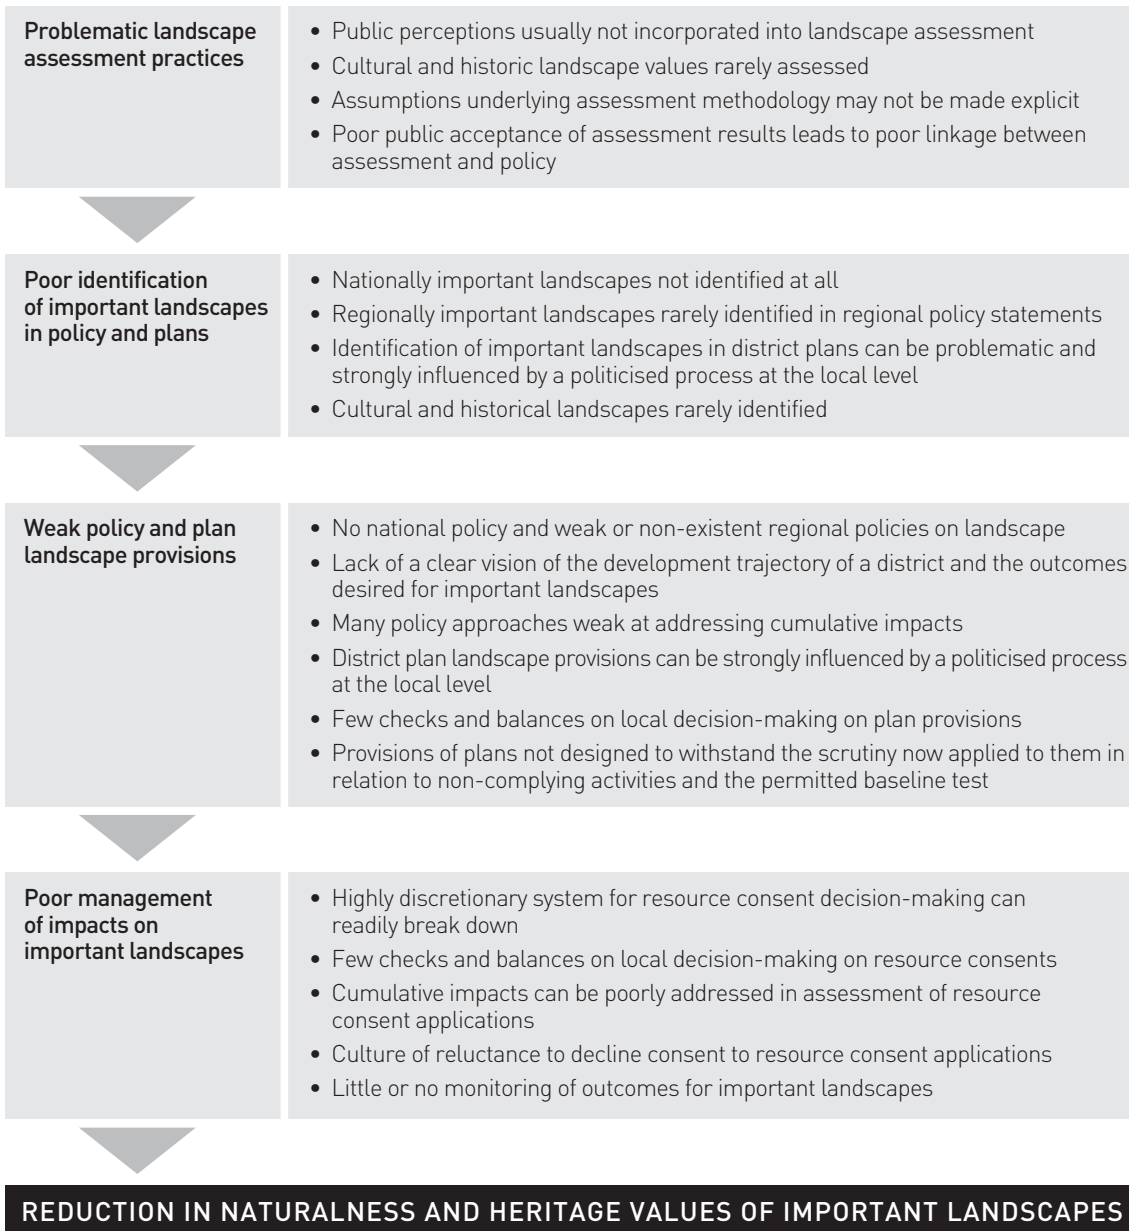 Problematic landscape
assessment practices
• Public perceptions usually not incorporated into landscape assessment
• Cultural and historic landscape values rarely assessed
• Assumptions underlying assessment methodology may not be made explicit
• Poor public acceptance of assessment results leads to poor linkage between
assessment and policy
Poor identification
of important landscapes
in policy and plans
• Nationally important landscapes not identified at all
• Regionally important landscapes rarely identified in regional policy statements
• Identification of important landscapes in district plans can be problematic and
strongly influenced by a politicised process at the local level
• Cultural and historical landscapes rarely identified
Weak policy and plan
landscape provisions
• No national policy and weak or non-existent regional policies on landscape
• Lack of a clear vision of the development trajectory of a district and the outcomes
desired for important landscapes
• Many policy approaches weak at addressing cumulative impacts
• District plan landscape provisions can be strongly influenced by a politicised process
at the local level
• Few checks and balances on local decision-making on plan provisions
• Provisions of plans not designed to withstand the scrutiny now applied to them in
relation to non-complying activities and the permitted baseline test
Poor management
of impacts on
important landscapes
• Highly discretionary system for resource consent decision-making can
readily break down
• Few checks and balances on local decision-making on resource consents
• Cumulative impacts can be poorly addressed in assessment of resource
consent applications
• Culture of reluctance to decline consent to resource consent applications
• Little or no monitoring of outcomes for important landscapes
REDUCTION IN NATURALNESS AND HERITAGE VALUES OF IMPORTANT LANDSCAPES